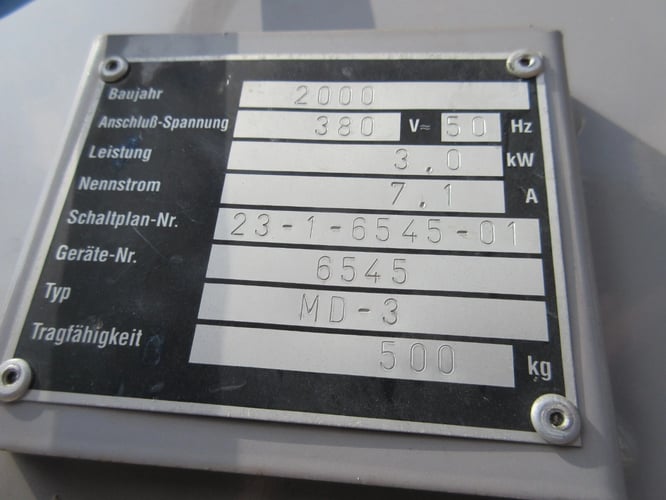 Baujahr 2000
Anschluß-Spannung 380 V≈ 50 Hz
Leistung 3,0 kW
Nennstrom 7,1 A
Schaltplan-Nr. 23-1-6545-01
Geräte-Nr. 6545
Typ MD-3
Tragfähigkeit 500 kg